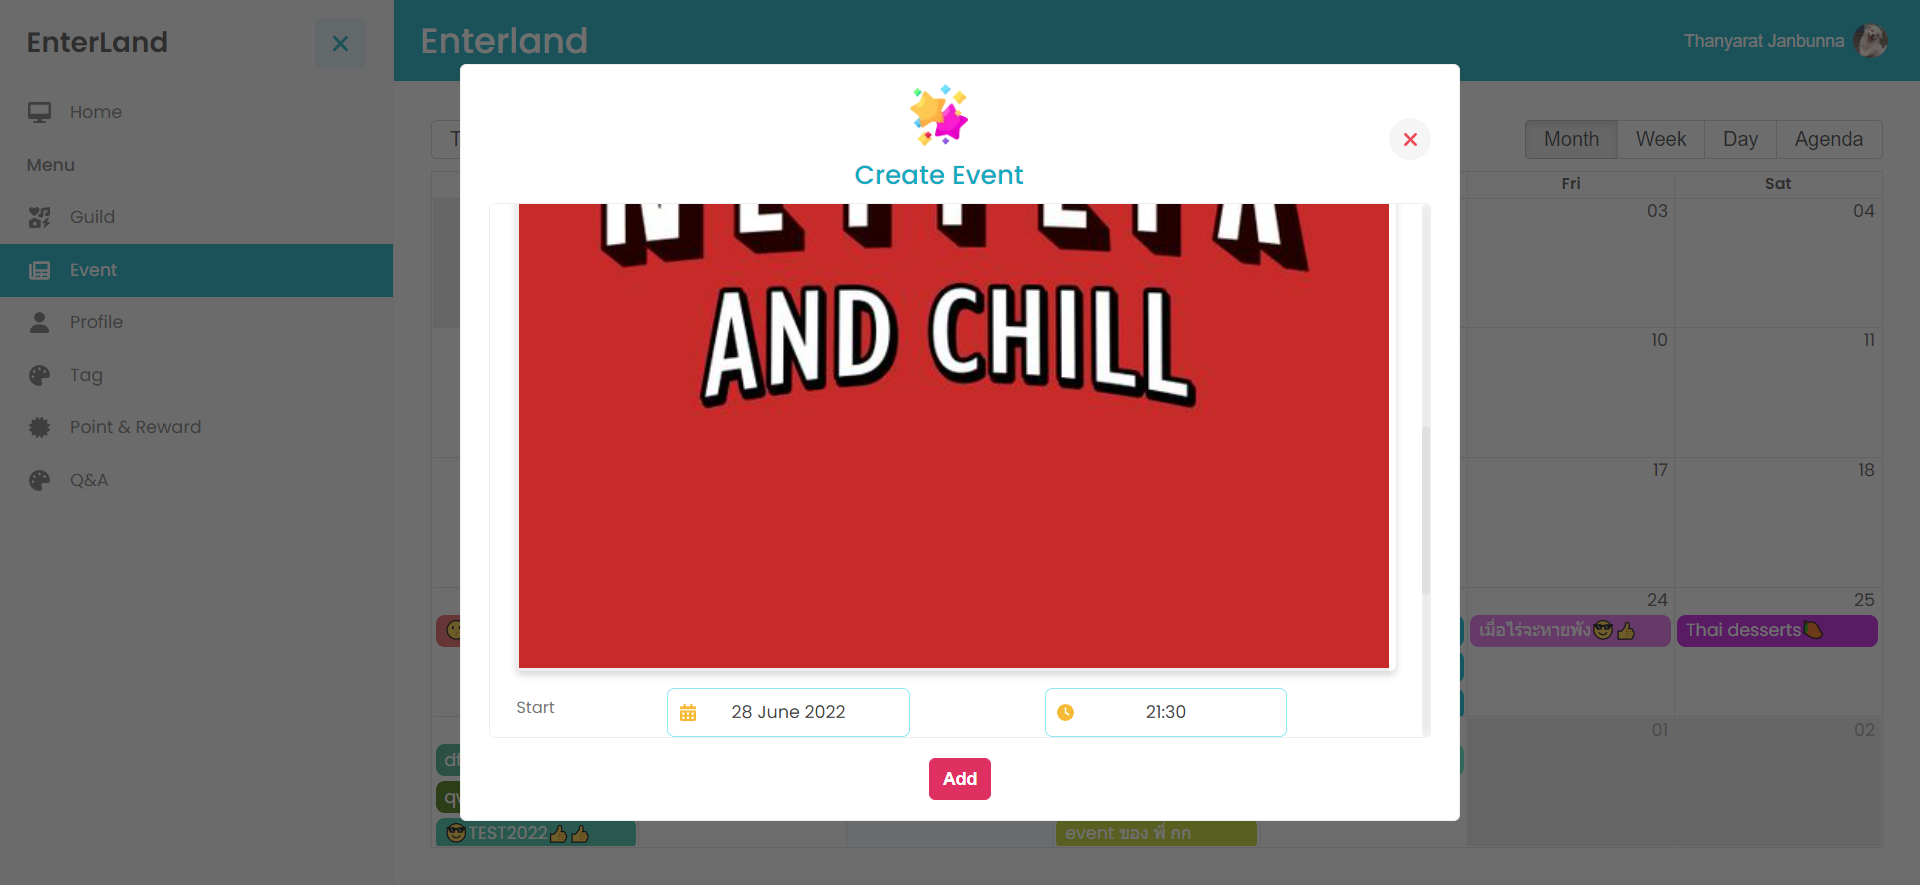 EnterLand
Enterland
Thanyarat Janbunna
Home
Menu
Guild
Event
Profile
Tag
Point & Reward
Q&A
Create Event
AND CHILL
Start
28 June 2022
21:30
Add
Month
Week
Day
Agenda
Fri
Sat
03
04
10
11
17
18
24
25
เมื่อไร่จะหายพัง😎👍
Thai desserts🥭
01
02
😎TEST2022👍👍
event ของ พี่ กก